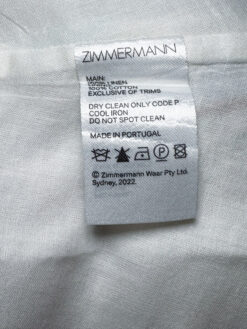 ZIMMERMANN
MAIN:
100% LINEN
100% COTTON
EXCLUSIVE OF TRIMS
DRY CLEAN ONLY CODE P
COOL IRON
DO NOT SPOT CLEAN
MADE IN PORTUGAL
P
© Zimmermann Wear Pty Ltd.
Sydney, 2022.